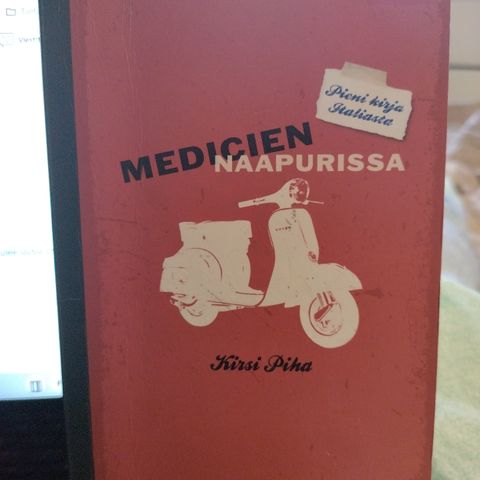 Pieni kirja
Italiasta
MEDICIEN
NAAPURISSA
Kirsi Piha